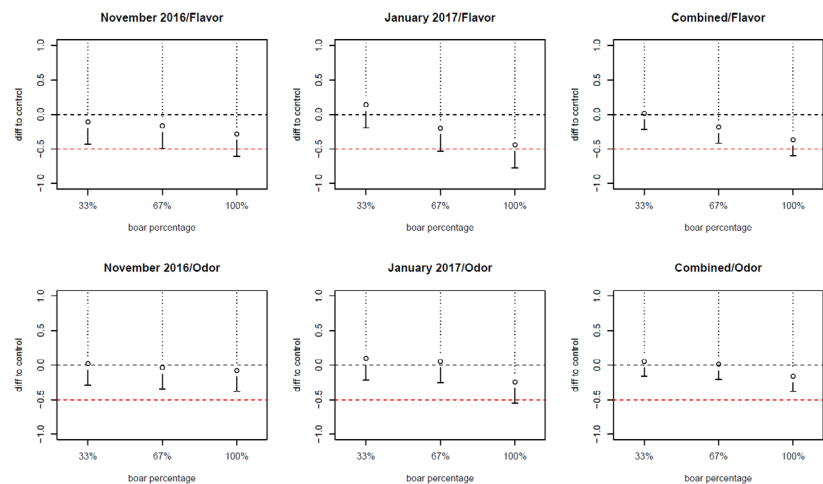 November 2016/Flavor
January 2017/Flavor
Combined/Flavor
diff to control
1.0
0.5
0.0
−0.5
−1.0
33%
67%
100%
boar percentage
diff to control
1.0
0.5
0.0
−0.5
−1.0
33%
67%
100%
boar percentage
diff to control
1.0
0.5
0.0
−0.5
−1.0
33%
67%
100%
boar percentage
November 2016/Odor
January 2017/Odor
Combined/Odor
diff to control
1.0
0.5
0.0
−0.5
−1.0
33%
67%
100%
boar percentage
diff to control
1.0
0.5
0.0
−0.5
−1.0
33%
67%
100%
boar percentage
diff to control
1.0
0.5
0.0
−0.5
−1.0
33%
67%
100%
boar percentage